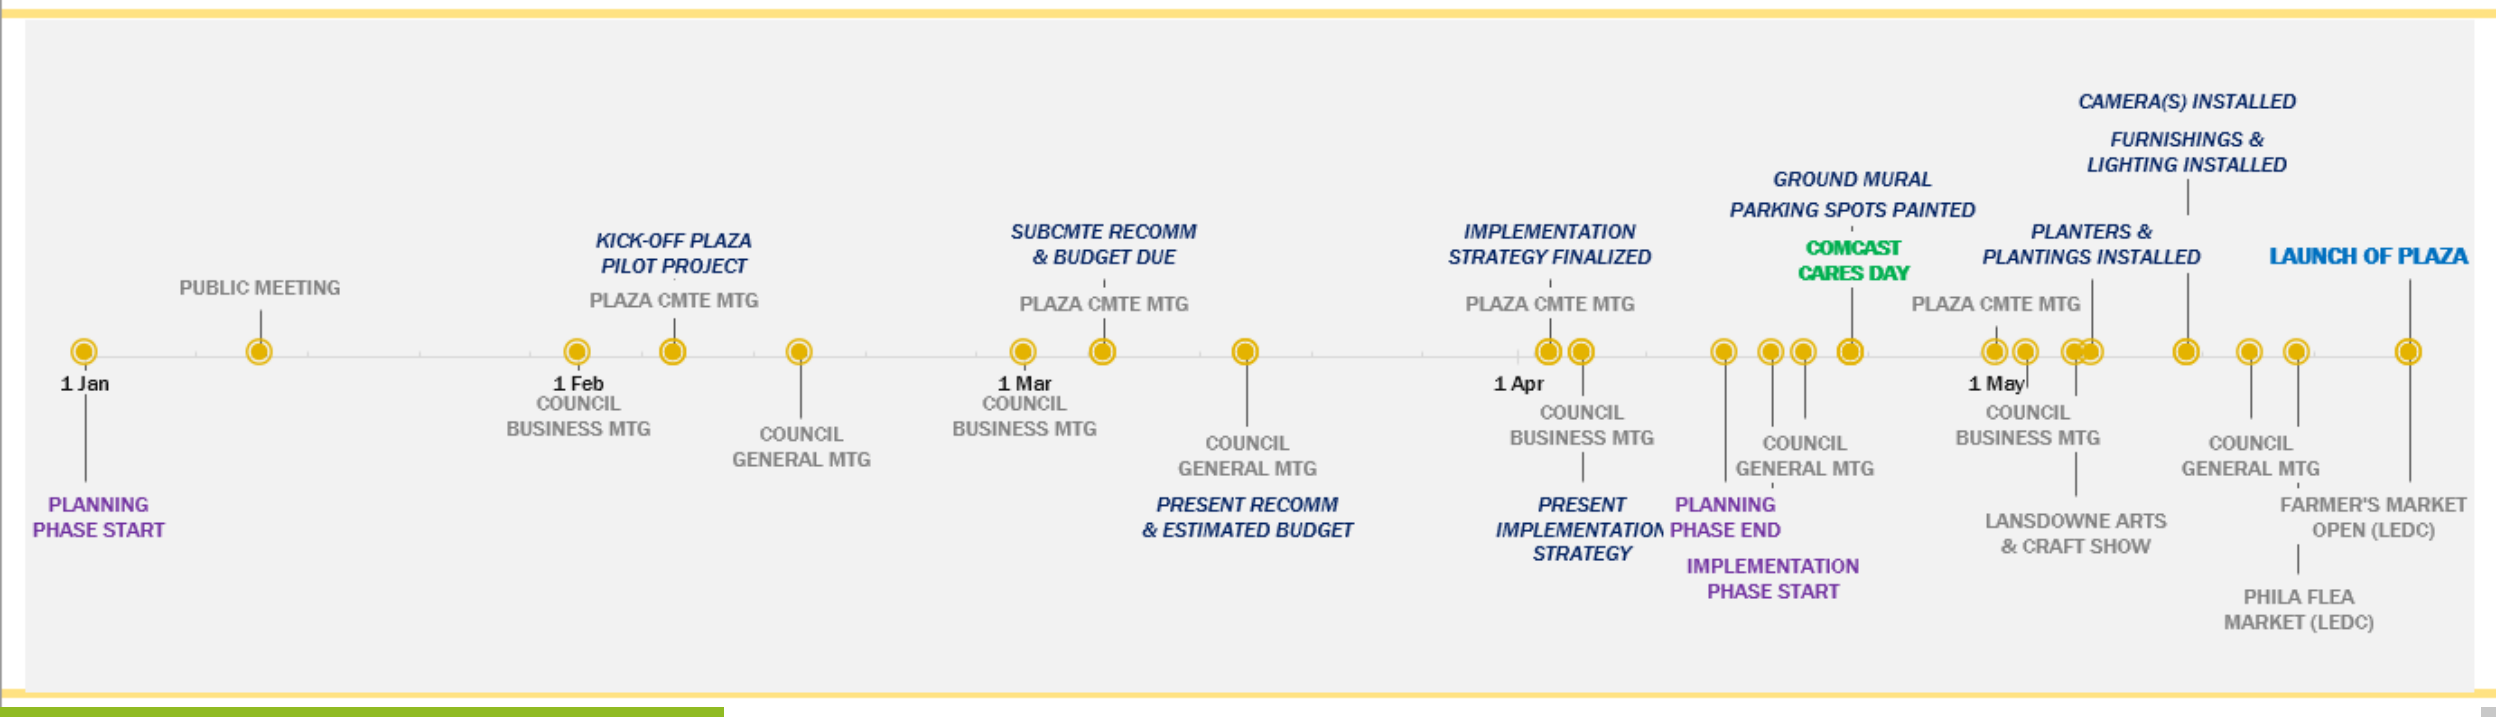 CAMERA(S) INSTALLED
FURNISHINGS &
LIGHTING INSTALLED
GROUND MURAL
PARKING SPOTS PAINTED
COMCAST
CARES DAY
KICK-OFF PLAZA
PILOT PROJECT
SUBCMTE RECOMM
& BUDGET DUE
IMPLEMENTATION
STRATEGY FINALIZED
PLANTERS &
PLANTINGS INSTALLED
LAUNCH OF PLAZA
PUBLIC MEETING
PLAZA CMTE MTG
PLAZA CMTE MTG
PLAZA CMTE MTG
PLAZA CMTE MTG
1 Jan
1 Feb
1 Mar
1 Apr
1 May
COUNCIL
BUSINESS MTG
COUNCIL
GENERAL MTG
COUNCIL
BUSINESS MTG
COUNCIL
GENERAL MTG
COUNCIL
BUSINESS MTG
COUNCIL
GENERAL MTG
COUNCIL
BUSINESS MTG
COUNCIL
GENERAL MTG
PLANNING
PHASE START
PRESENT RECOMM
& ESTIMATED BUDGET
PRESENT
IMPLEMENTATION
STRATEGY
PLANNING
PHASE END
IMPLEMENTATION
PHASE START
LANSDOWNE ARTS
& CRAFT SHOW
FARMER'S MARKET
OPEN (LEDC)
PHILA FLEA
MARKET (LEDC)